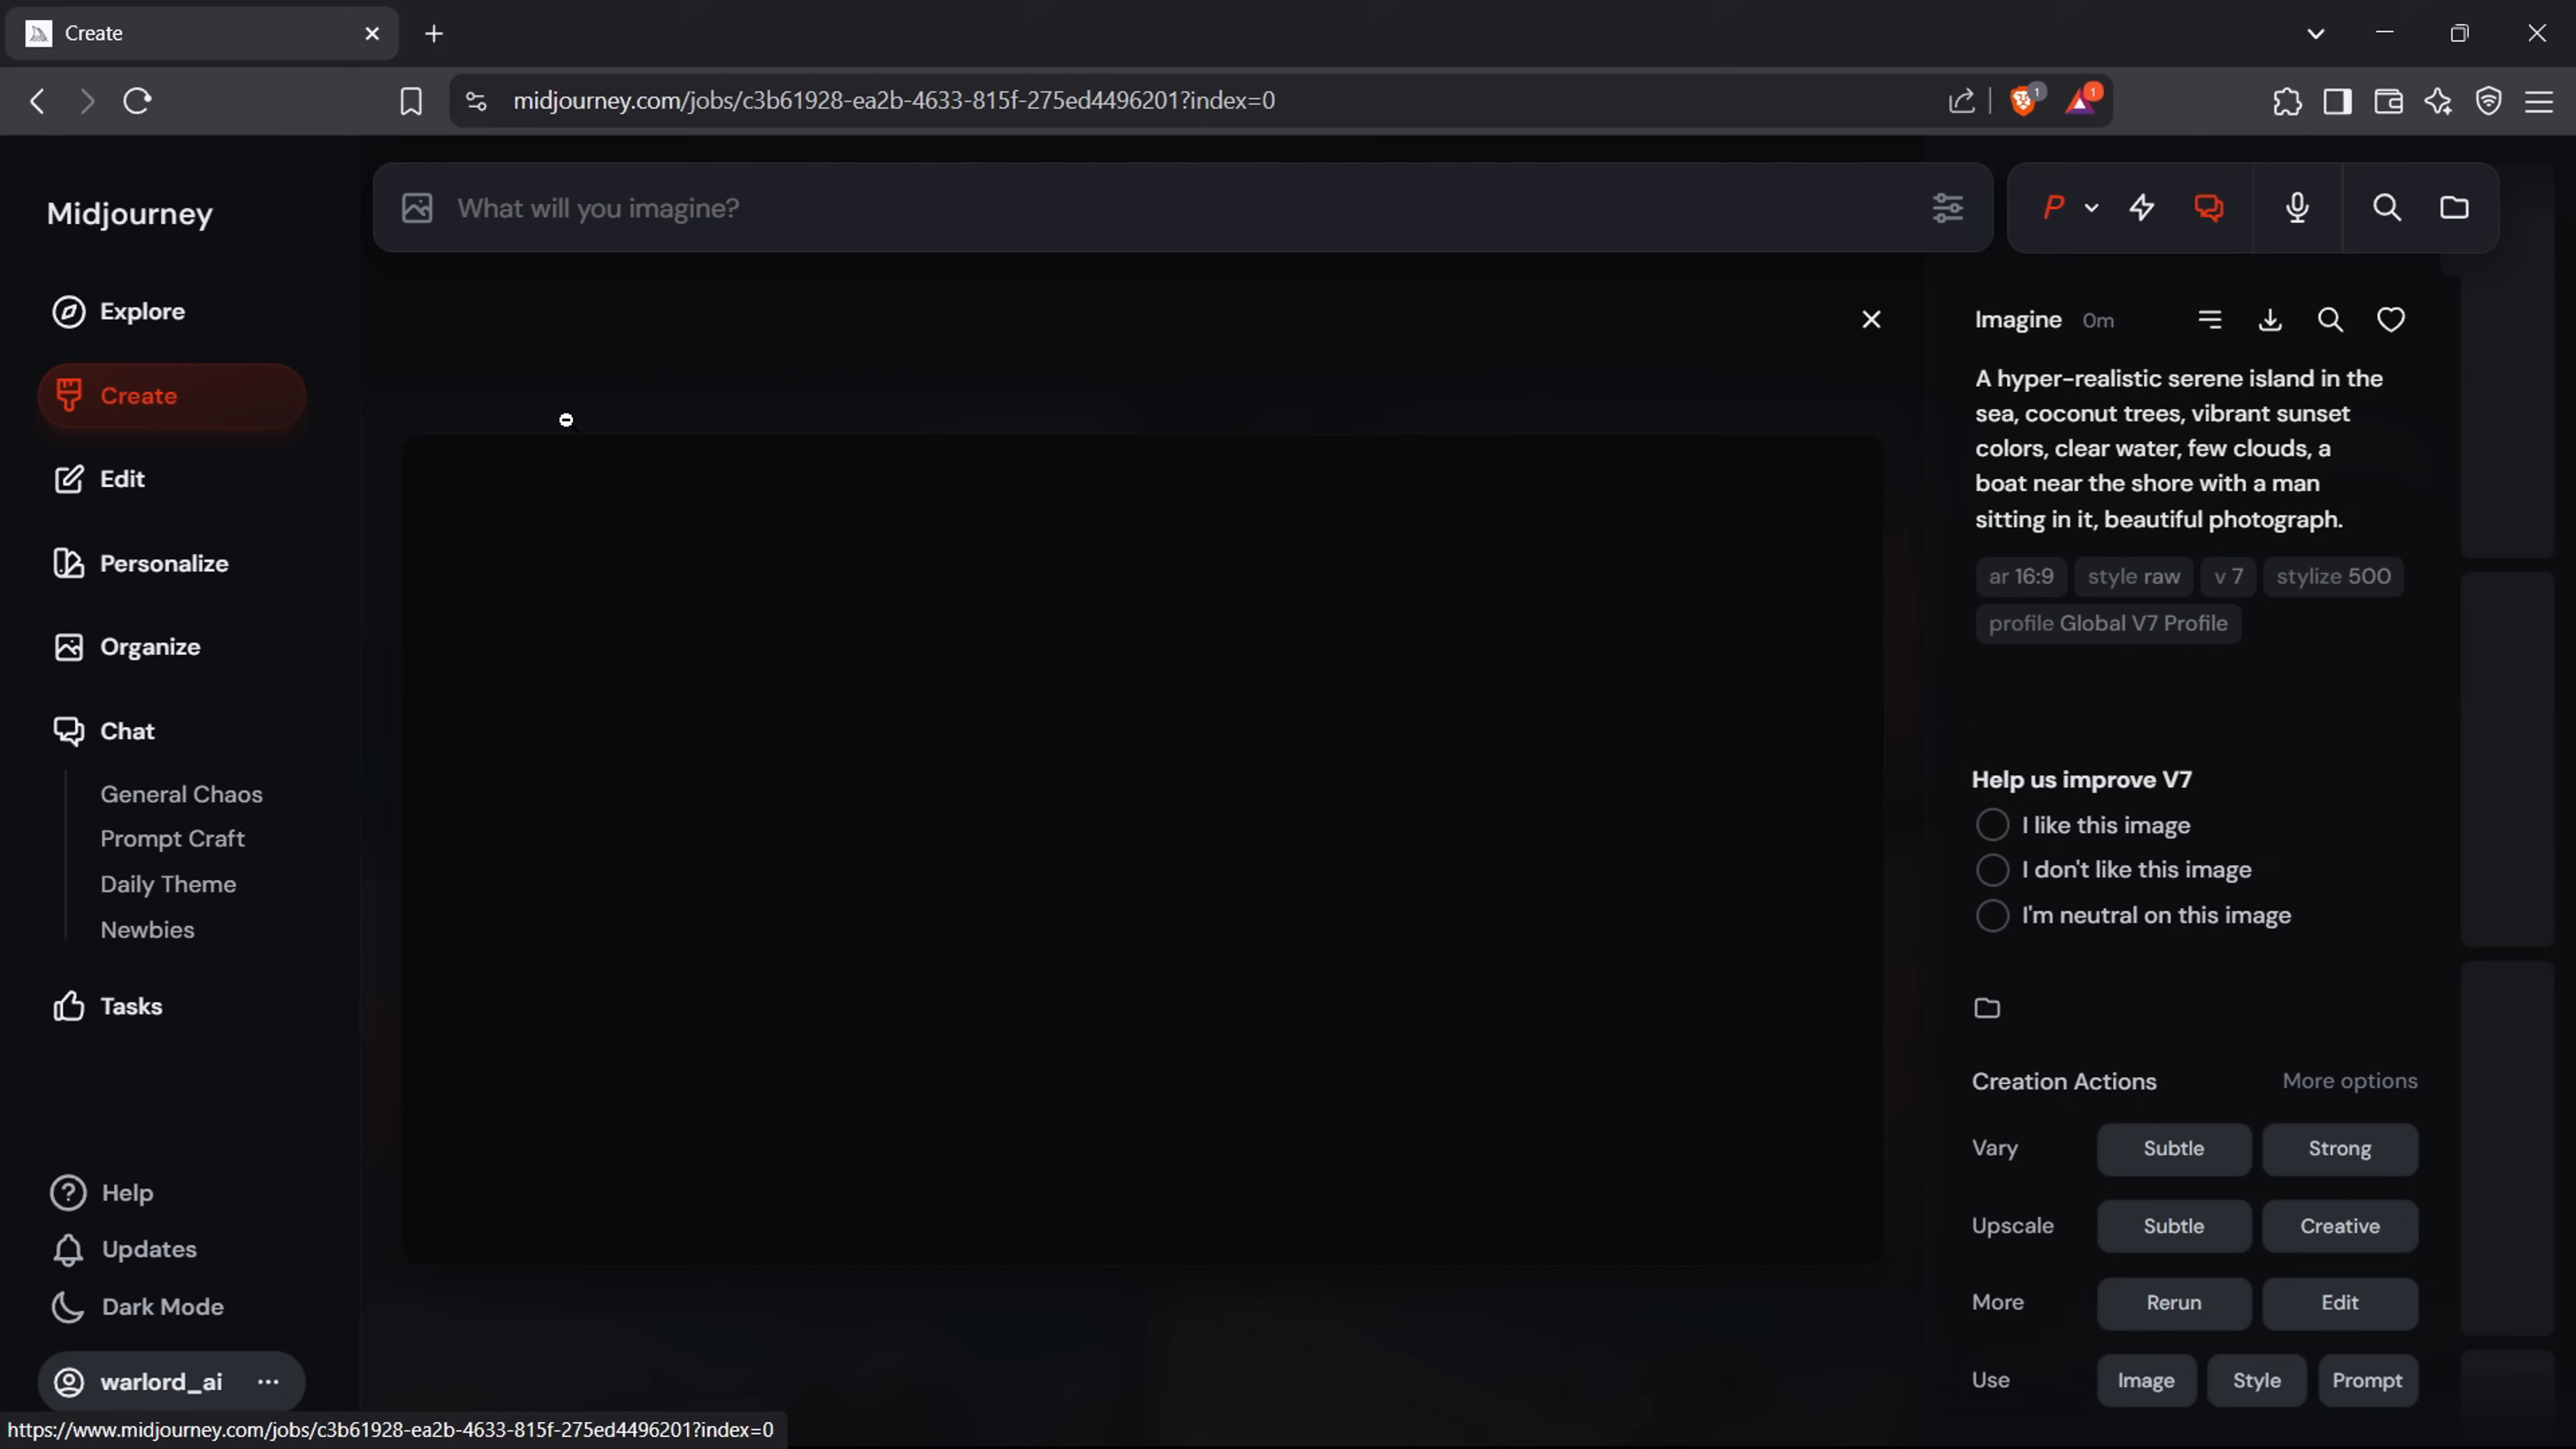 Create
midjourney.com/jobs/c3b61928-ea2b-4633-815f-275ed4496201?index=0
1
1
Midjourney
What will you imagine?
P
Explore
Create
Edit
Personalize
Organize
Chat
General Chaos
Prompt Craft
Daily Theme
Newbies
Tasks
Help
Updates
Dark Mode
warlord_ai
Imagine 0m
A hyper-realistic serene island in the
sea, coconut trees, vibrant sunset
colors, clear water, few clouds, a
boat near the shore with a man
sitting in it, beautiful photograph.
ar 16:9 style raw v 7 stylize 500
profile Global V7 Profile
Help us improve V7
I like this image
I don't like this image
I'm neutral on this image
Creation Actions More options
Vary Subtle Strong
Upscale Subtle Creative
More Rerun Edit
Use Image Style Prompt
https://www.midjourney.com/jobs/c3b61928-ea2b-4633-815f-275ed4496201?index=0